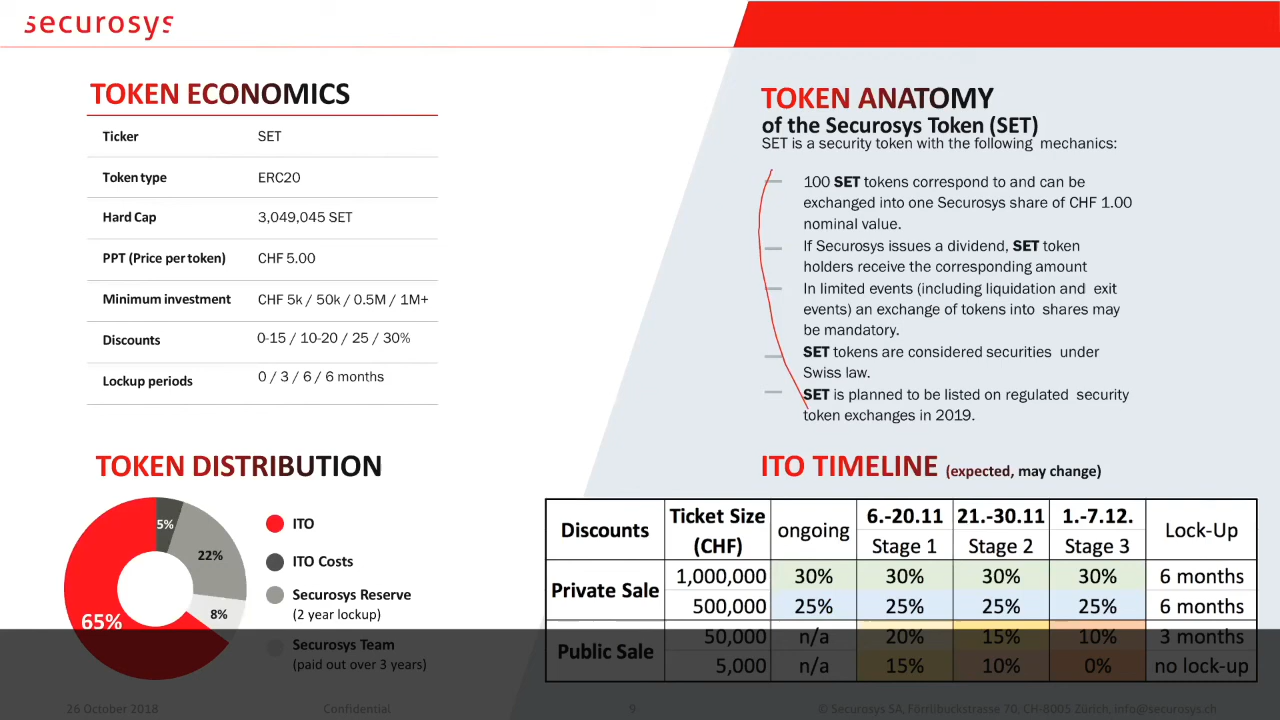 securosys
TOKEN ECONOMICS
Ticker SET
Token type ERC20
Hard Cap 3,049,045 SET
PPT (Price per token) CHF 5.00
Minimum investment CHF 5k / 50k / 0.5M / 1M+
Discounts 0-15 / 10-20 / 25 / 30%
Lockup periods 0 / 3 / 6 / 6 months
TOKEN ANATOMY
of the Securosys Token (SET)
SET is a security token with the following mechanics:
100 SET tokens correspond to and can be
exchanged into one Securosys share of CHF 1.00
nominal value.
If Securosys issues a dividend, SET token
holders receive the corresponding amount
In limited events (including liquidation and exit
events) an exchange of tokens into shares may
be mandatory.
SET tokens are considered securities under
Swiss law.
SET is planned to be listed on regulated security
token exchanges in 2019.
TOKEN DISTRIBUTION
5%
22%
8%
65%
ITO
ITO Costs
Securosys Reserve
(2 year lockup)
Securosys Team
(paid out over 3 years)
ITO TIMELINE (expected, may change)
Discounts Ticket Size (CHF) ongoing 6.-20.11 Stage 1 21.-30.11 Stage 2 1.-7.12. Stage 3 Lock-Up
Private Sale 1,000,000 30% 30% 30% 30% 6 months
500,000 25% 25% 25% 25% 6 months
Public Sale 50,000 n/a 20% 15% 10% 3 months
5,000 n/a 15% 10% 0% no lock-up
26 October 2018 Confidential 9 © Securosys SA, Förrlibuckstrasse 70, CH-8005 Zürich, info@securosys.ch